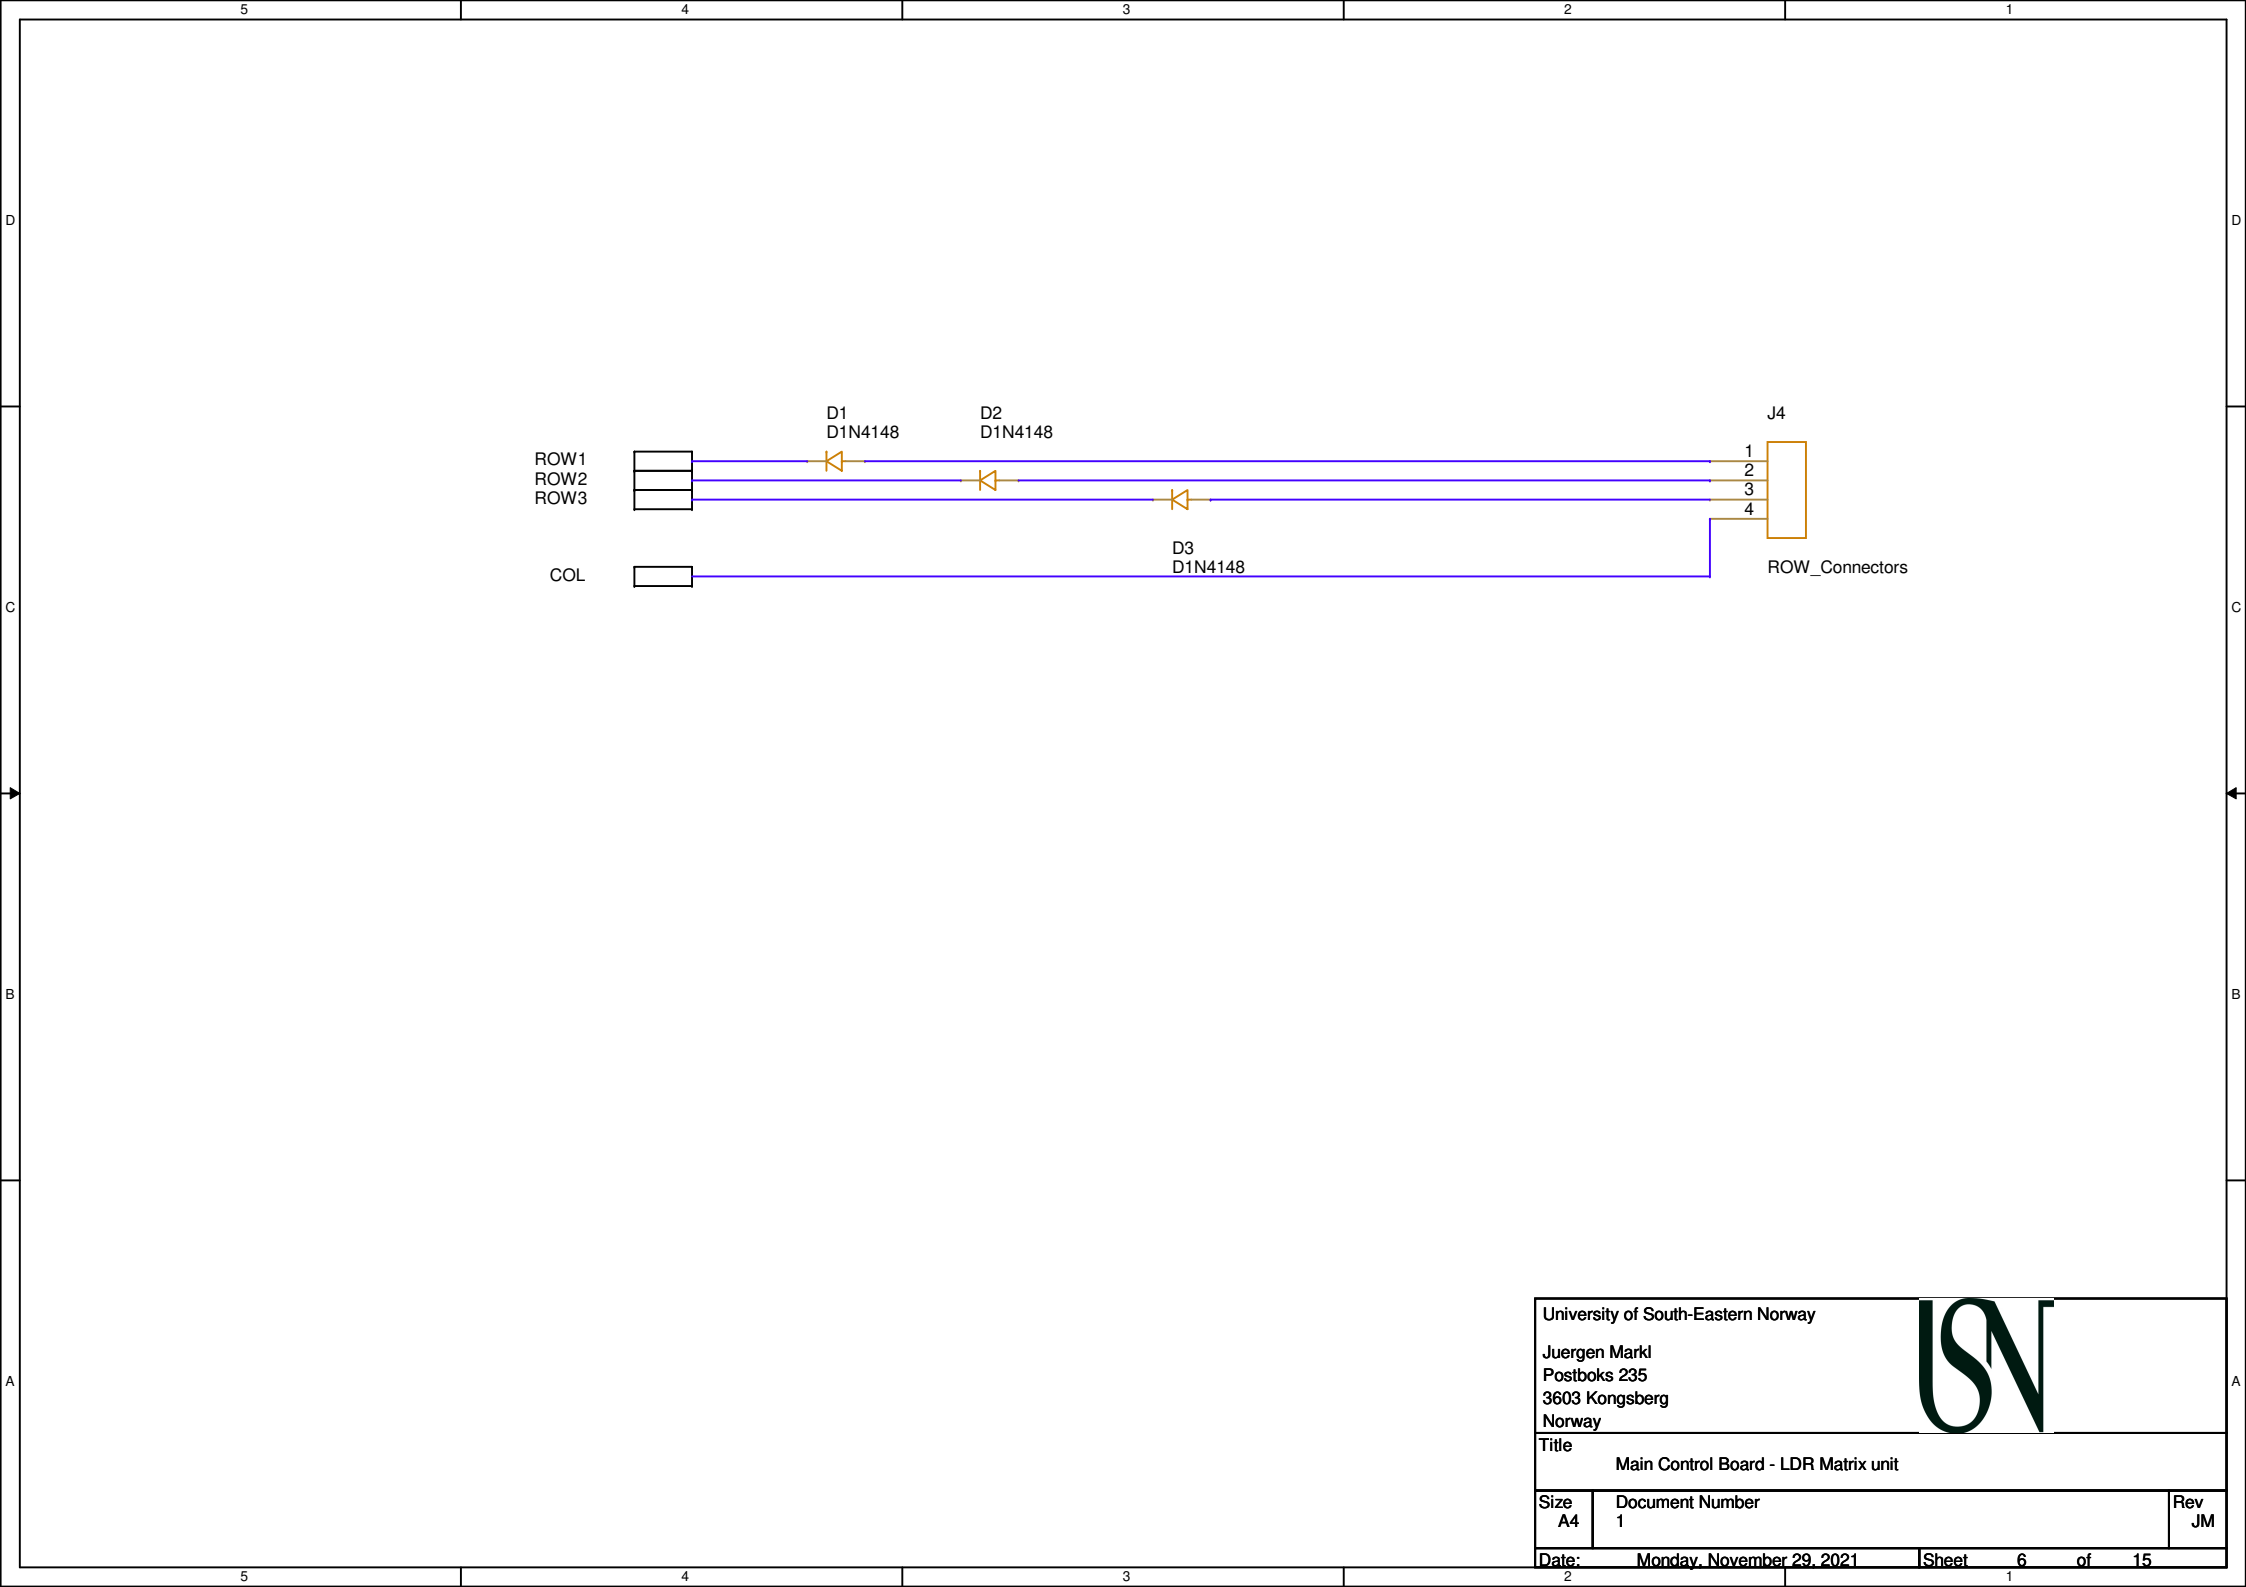 5 4 3 2 1
D D
D1 D2 J4
D1N4148 D1N4148
ROW1 1
ROW2 2
ROW3 3
4
D3
D1N4148
COL ROW_Connectors
C C
B B
University of South-Eastern Norway
USN
Juergen Markl
Postboks 235
3603 Kongsberg
Norway
A A
Title
Main Control Board - LDR Matrix unit
Size Document Number Rev
A4 1 JM
Date: Monday, November 29, 2021 Sheet 6 of 15
5 4 3 2 1